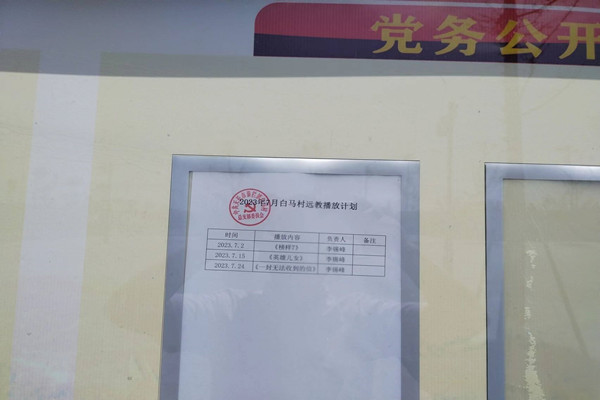 党务公开
2023年7月白马村远教播放计划
时间 播放内容 负责人 备注
2023.7.2 《榜样7》 李锡峰
2023.7.15 《英雄儿女》 李锡峰
2023.7.24 《一封无法收到的信》 李锡峰